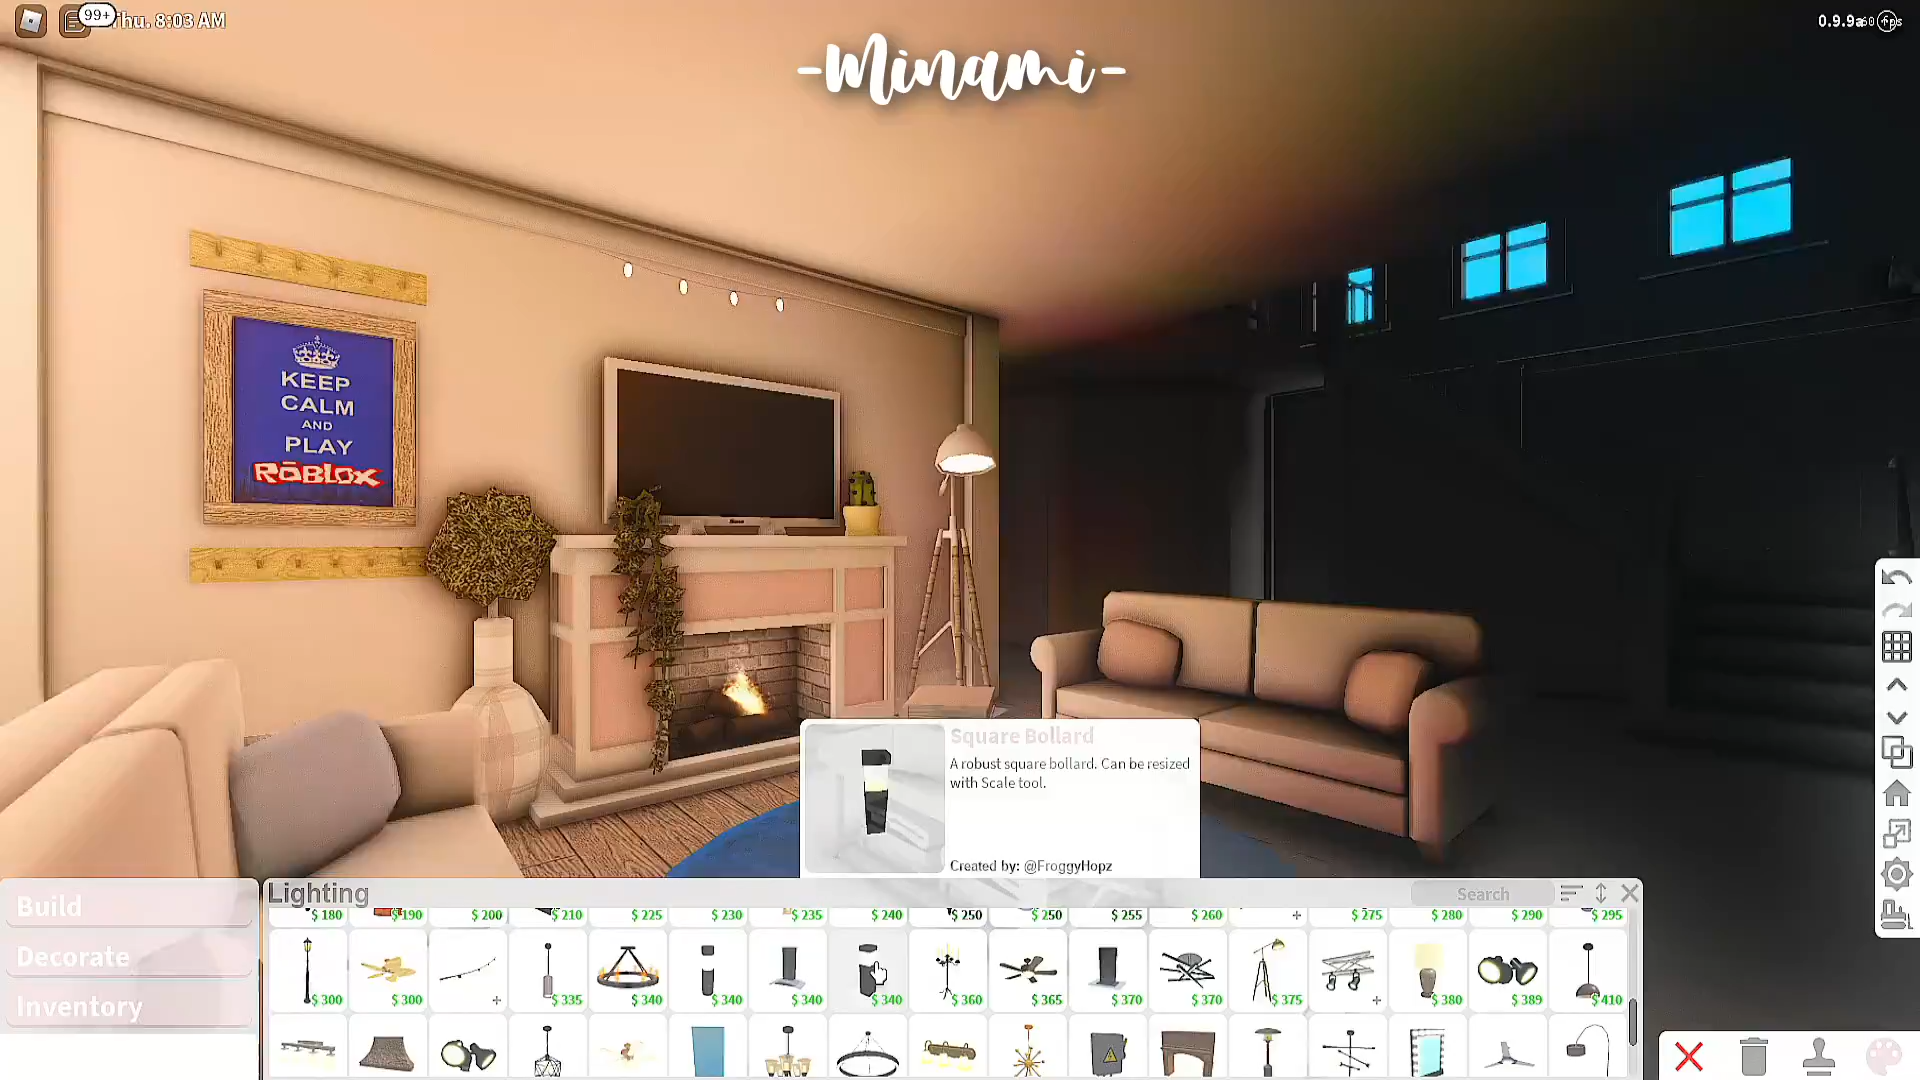 99+
Thu. 8:03 AM
0.9.9a
60 fps
-Minami-
KEEP
CALM
AND
PLAY
ROBLOX
Square Bollard
A robust square bollard. Can be resized
with Scale tool.
Created by: @FroggyHopz
Build
Decorate
Inventory
Lighting
Search
$180 $190 $200 $210 $225 $230 $235 $240 $250 $250 $255 $260 + $275 $280 $290 $295
$300 $300 + $335 $340 $340 $340 $340 $360 $365 $370 $370 $375 + $380 $389 $410